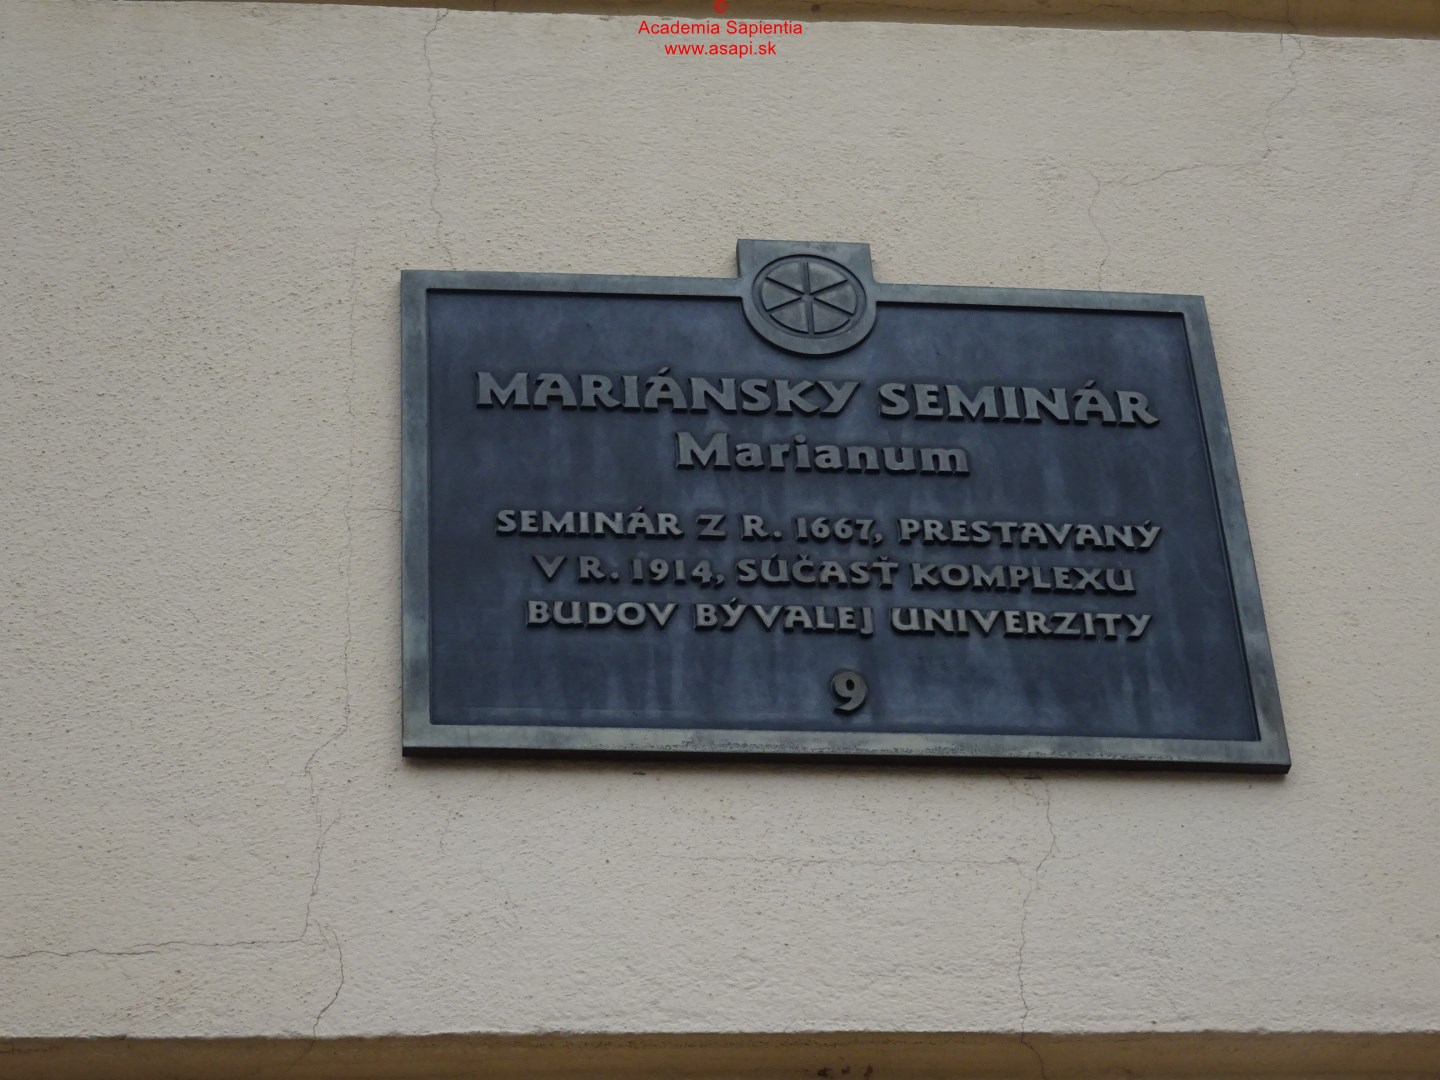 ©
Academia Sapientia
www.asapi.sk
MARIÁNSKY SEMINÁR
Marianum
SEMINÁR Z R. 1667, PRESTAVANÝ
V R. 1914, SÚČASŤ KOMPLEXU
BUDOV BÝVALEJ UNIVERZITY
9